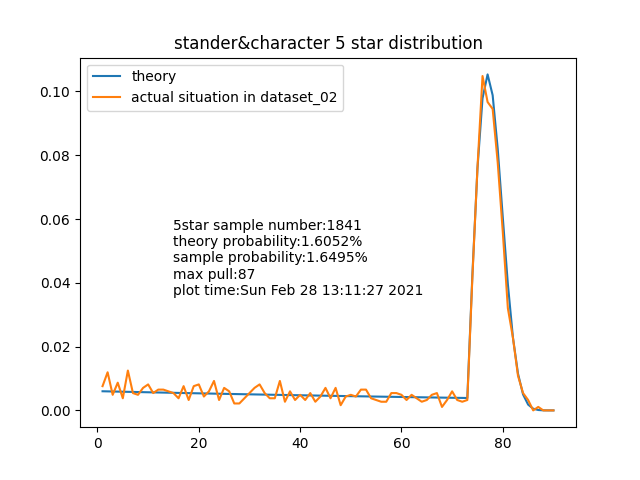 stander&character 5 star distribution
theory
actual situation in dataset_02
0.10
0.08
0.06
0.04
0.02
0.00
5star sample number:1841
theory probability:1.6052%
sample probability:1.6495%
max pull:87
plot time:Sun Feb 28 13:11:27 2021
0 20 40 60 80